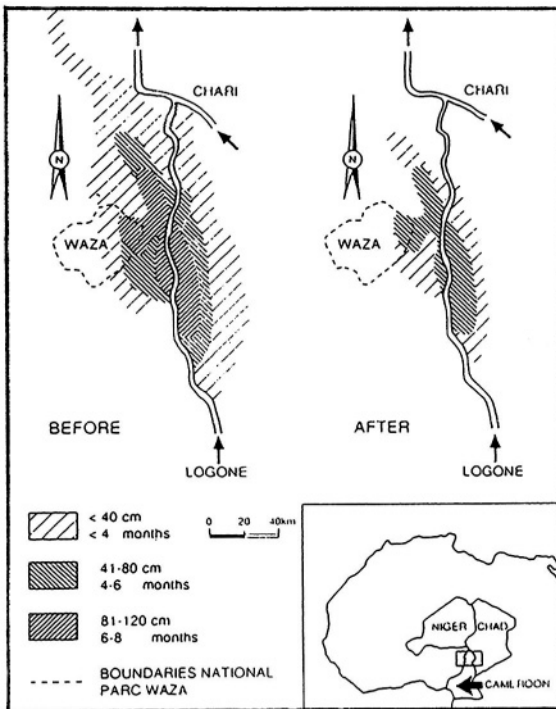 CHARI
N
WAZA
BEFORE
LOGONE
CHARI
N
WAZA
AFTER
LOGONE
< 40 cm
< 4 months
0 20 40km
41-80 cm
4-6 months
81-120 cm
6-8 months
BOUNDARIES NATIONAL
PARC WAZA
NIGER CHAD
CAMEROON